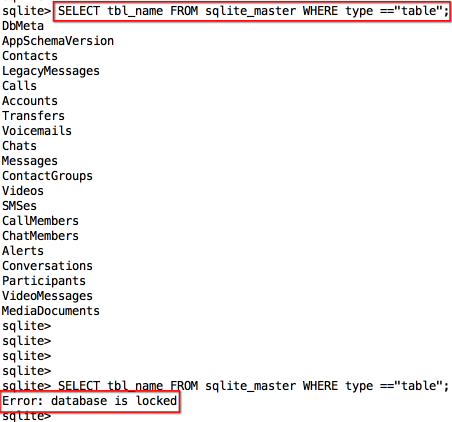 sqlite> SELECT tbl_name FROM sqlite_master WHERE type =="table";
DbMeta
AppSchemaVersion
Contacts
LegacyMessages
Calls
Accounts
Transfers
Voicemails
Chats
Messages
ContactGroups
Videos
SMSes
CallMembers
ChatMembers
Alerts
Conversations
Participants
VideoMessages
MediaDocuments
sqlite>
sqlite>
sqlite>
sqlite>
sqlite> SELECT tbl_name FROM sqlite_master WHERE type =="table";
Error: database is locked
sqlite>